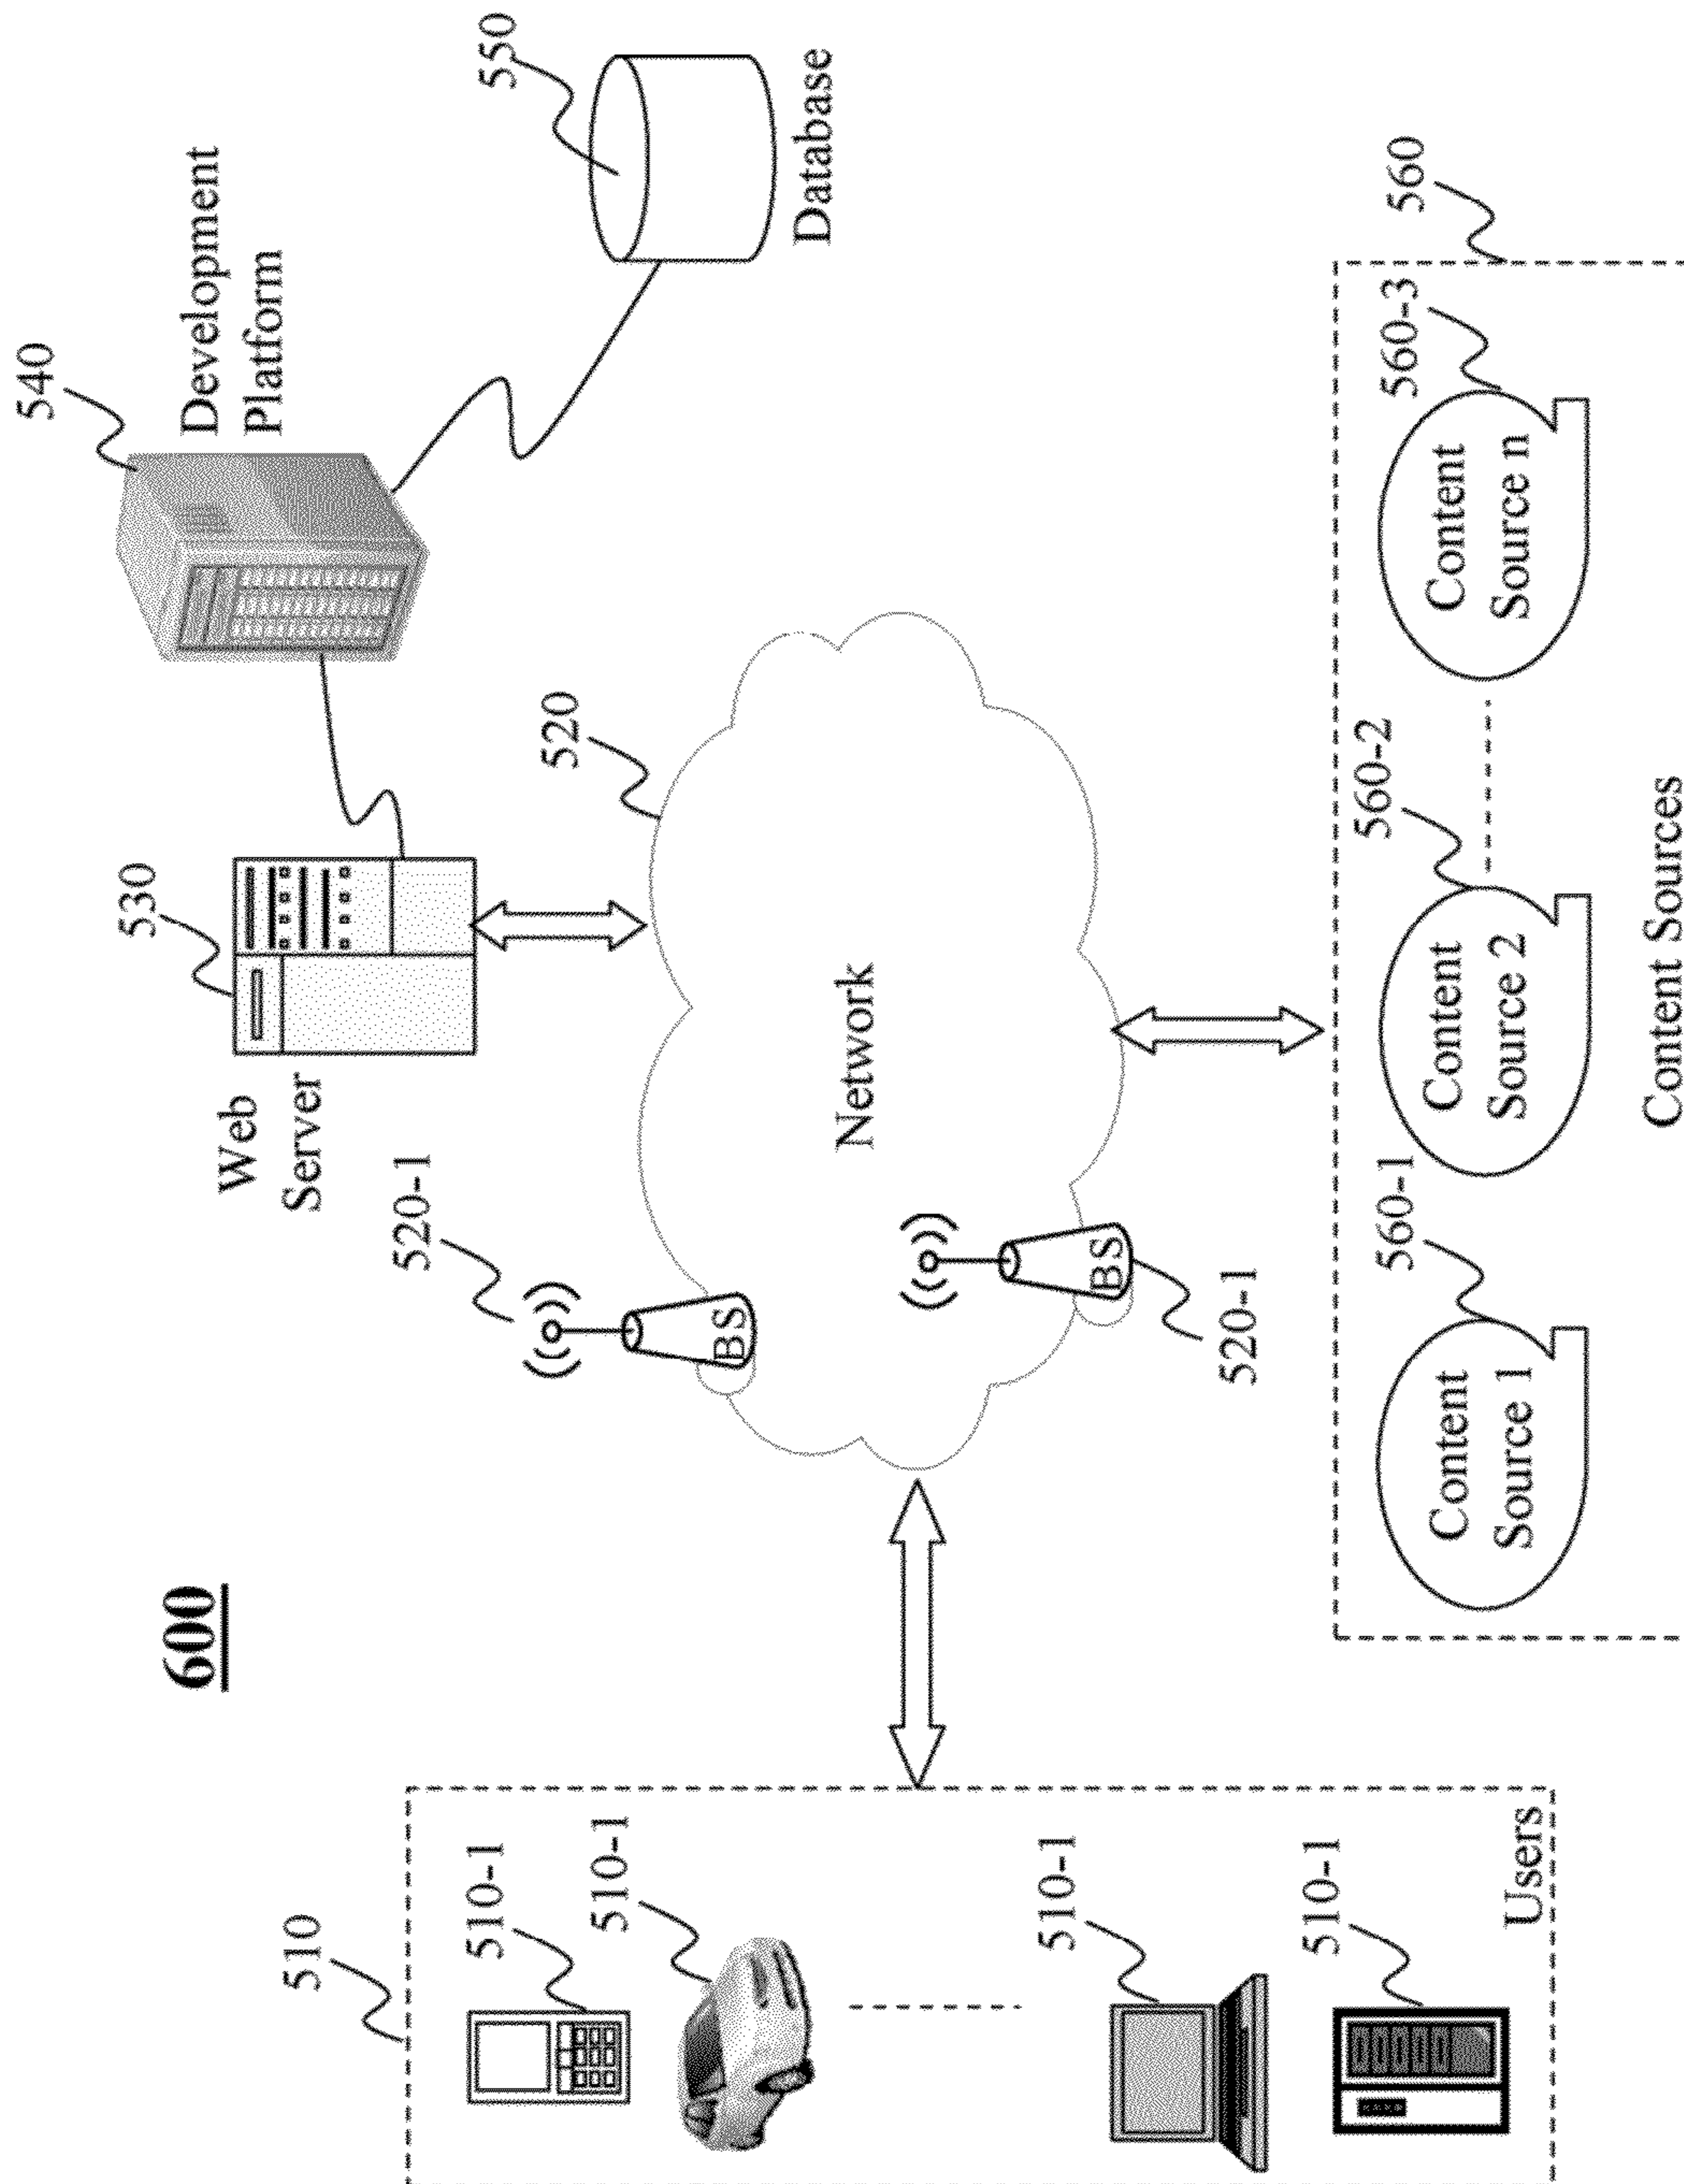 600
540
Development
Platform
530
550
Web
Server
Database
520-1
520
510
510-1
510-1
BS
Network
BS
520-1
510-1
510-1
Users
560
560-1
560-2
560-3
Content
Source 1
Content
Source 2
Content
Source n
Content Sources